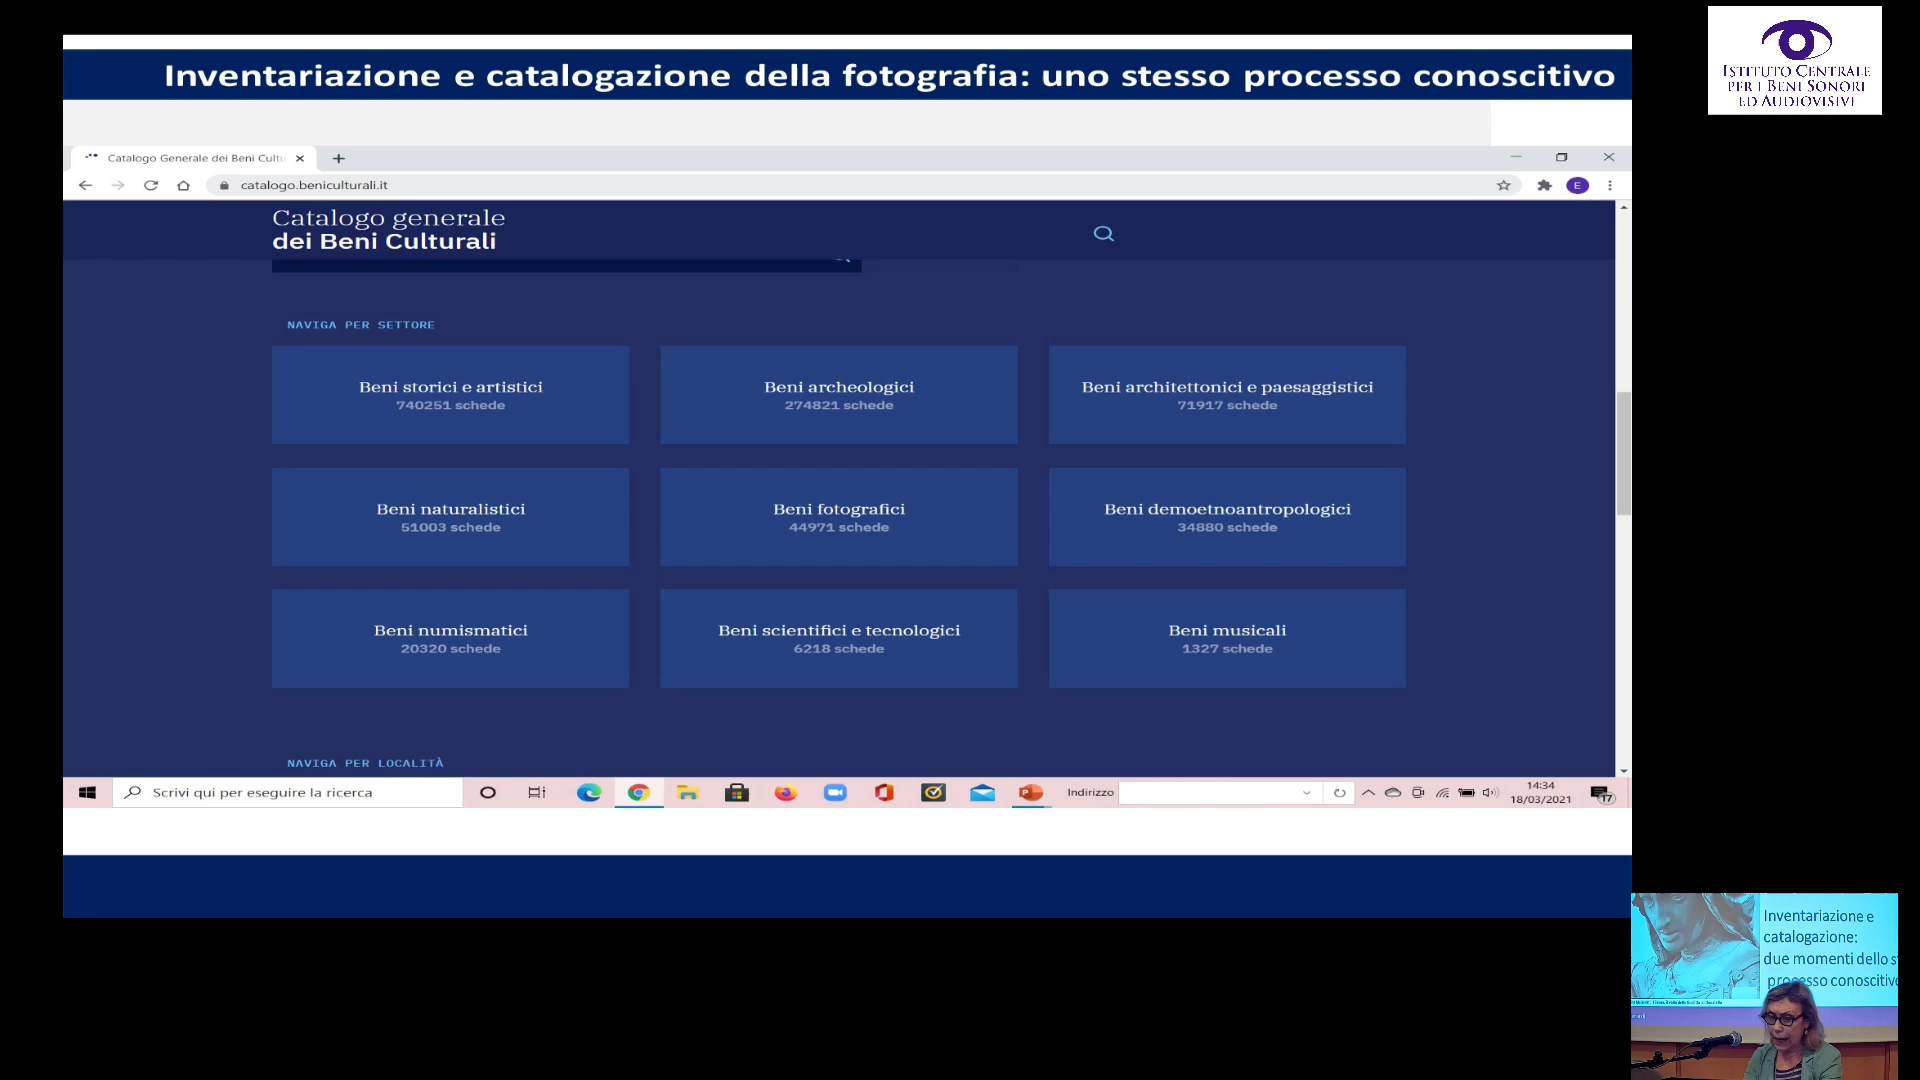 Inventariazione e catalogazione della fotografia: uno stesso processo conoscitivo
ISTITUTO CENTRALE
PER I BENI SONORI
ED AUDIOVISIVI
Catalogo Generale dei Beni Cultu
catalogo.beniculturali.it
E
Catalogo generale
dei Beni Culturali
NAVIGA PER SETTORE
Beni storici e artistici
740251 schede
Beni archeologici
274821 schede
Beni architettonici e paesaggistici
71917 schede
Beni naturalistici
51003 schede
Beni fotografici
44971 schede
Beni demoetnoantropologici
34880 schede
Beni numismatici
20320 schede
Beni scientifici e tecnologici
6218 schede
Beni musicali
1327 schede
NAVIGA PER LOCALITÀ
Scrivi qui per eseguire la ricerca
Indirizzo
14:34
18/03/2021
17
Inventariazione e
catalogazione:
due momenti dello s
processo conoscitivo